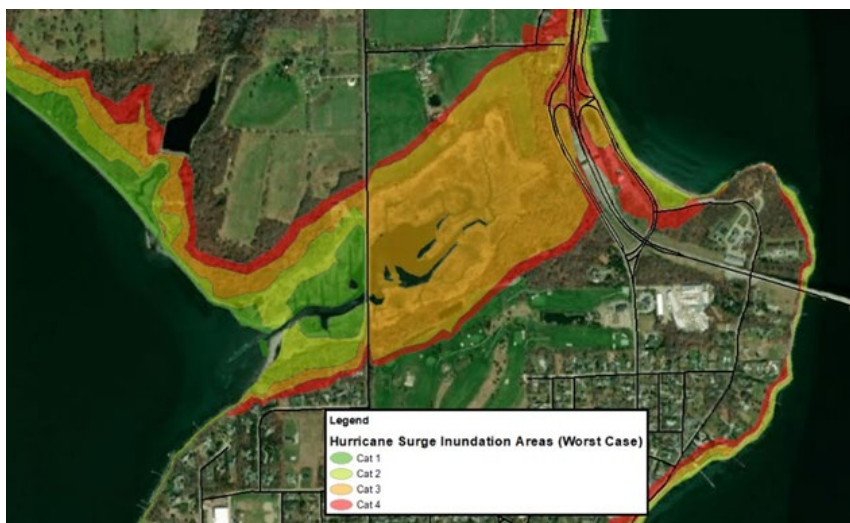 Legend
Hurricane Surge Inundation Areas (Worst Case)
Cat 1
Cat 2
Cat 3
Cat 4